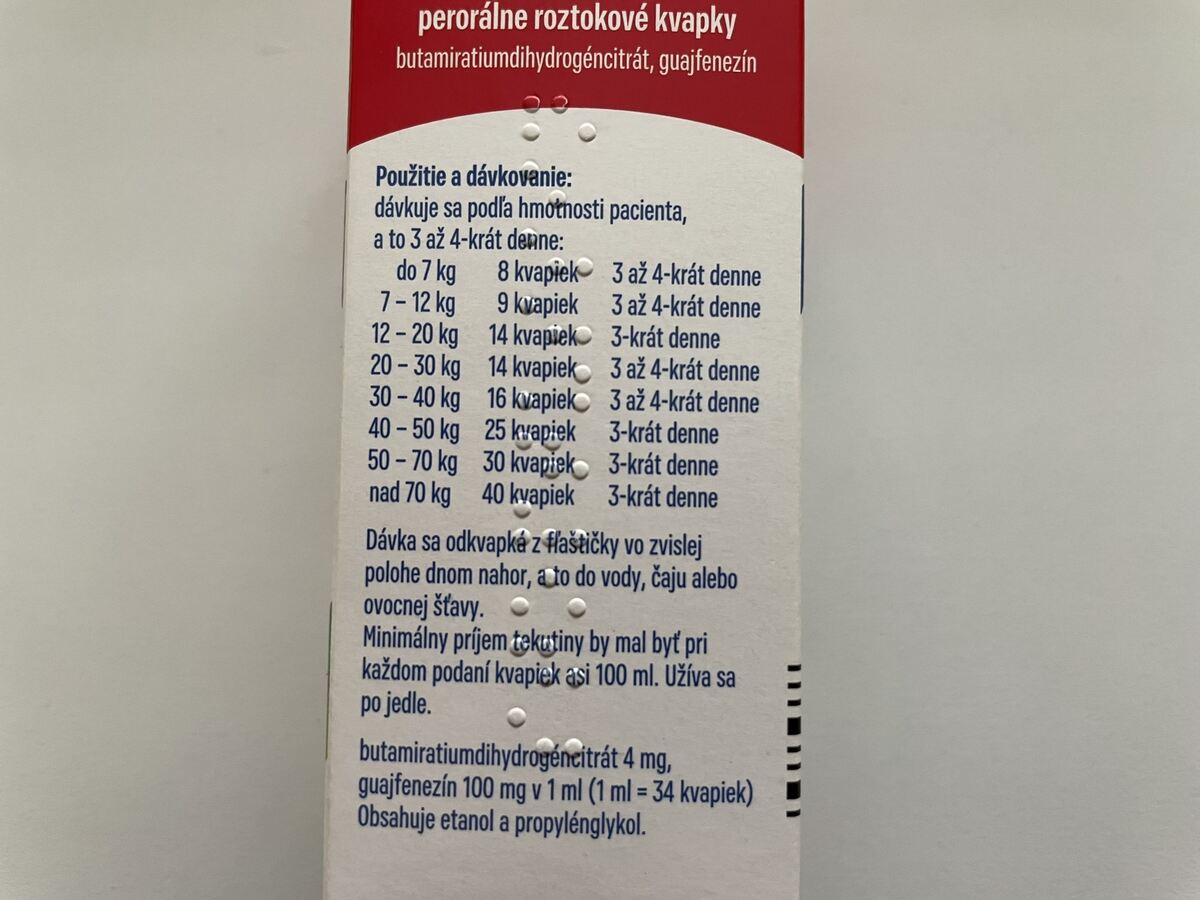 perorálne roztokové kvapky
butamiratiumdihydrogéncitrát, guajfenezín
Použitie a dávkovanie:
dávkuje sa podľa hmotnosti pacienta,
a to 3 až 4-krát denne:
do 7 kg 8 kvapiek 3 až 4-krát denne
7 – 12 kg 9 kvapiek 3 až 4-krát denne
12 – 20 kg 14 kvapiek 3-krát denne
20 – 30 kg 14 kvapiek 3 až 4-krát denne
30 – 40 kg 16 kvapiek 3 až 4-krát denne
40 – 50 kg 25 kvapiek 3-krát denne
50 – 70 kg 30 kvapiek 3-krát denne
nad 70 kg 40 kvapiek 3-krát denne
Dávka sa odkvapká z fľaštičky vo zvislej
polohe dnom nahor, a to do vody, čaju alebo
ovocnej šťavy.
Minimálny príjem tekutiny by mal byť pri
každom podaní kvapiek asi 100 ml. Užíva sa
po jedle.
butamiratiumdihydrogéncitrát 4 mg,
guajfenezín 100 mg v 1 ml (1 ml = 34 kvapiek)
Obsahuje etanol a propylénglykol.